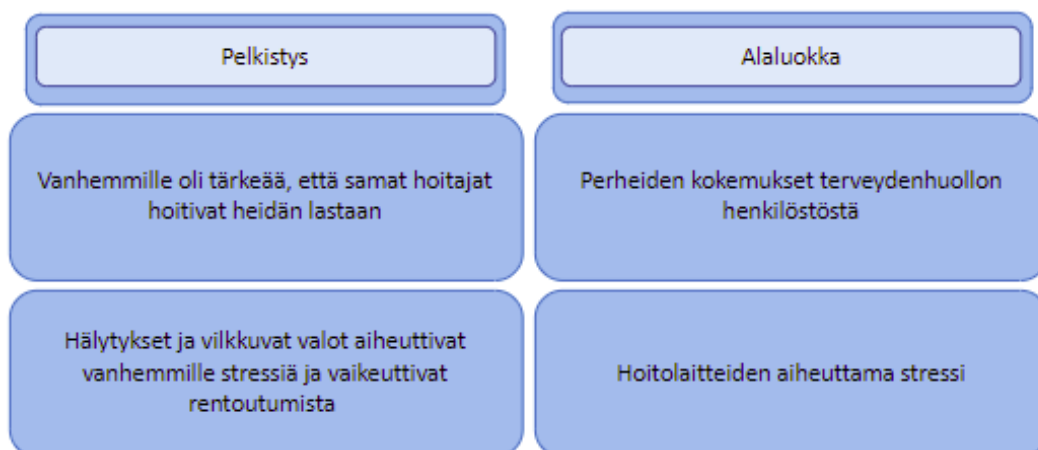 Pelkistys
Alaluokka
Vanhemmille oli tärkeää, että samat hoitajat
hoitivat heidän lastaan
Perheiden kokemukset terveydenhuollon
henkilöstöstä
Hälytykset ja vilkkuvat valot aiheuttivat
vanhemmille stressiä ja vaikeuttivat
rentoutumista
Hoitolaitteiden aiheuttama stressi